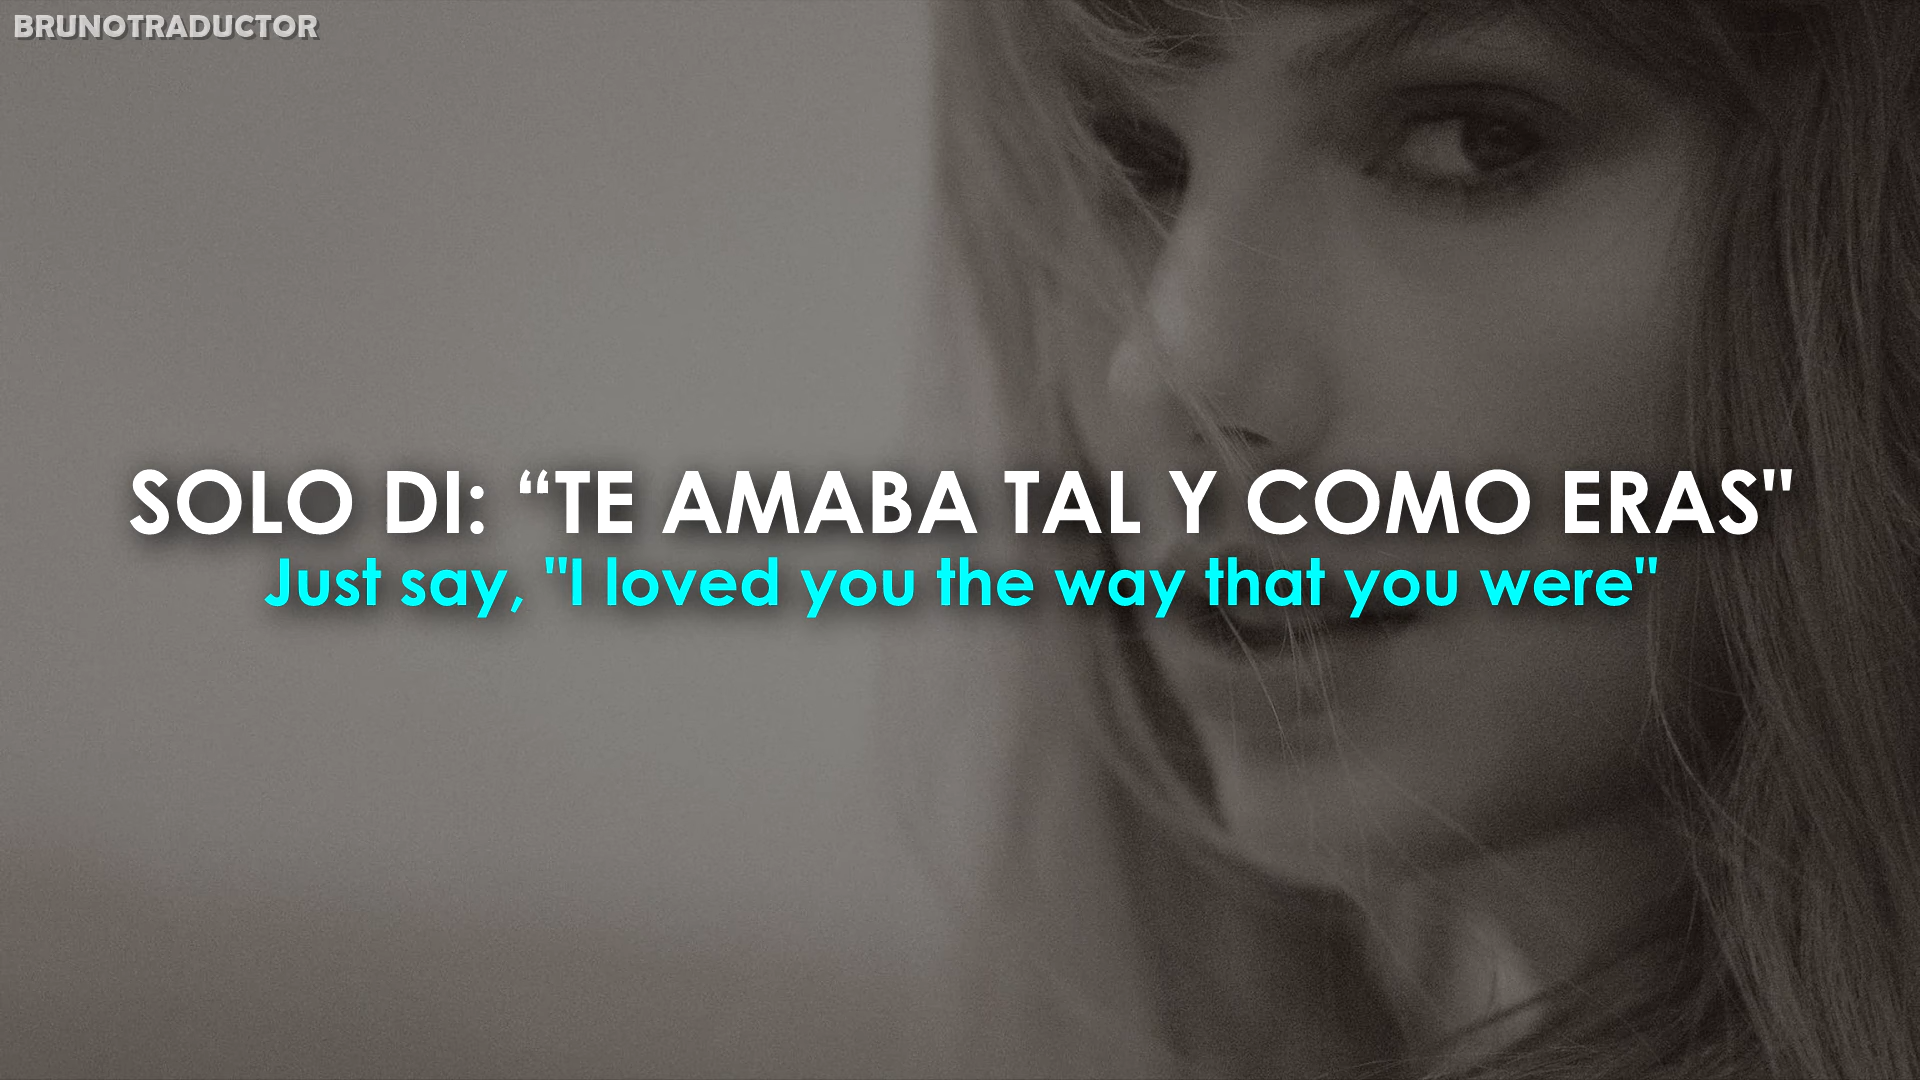 BRUNOTRADUCTOR
SOLO DI: “TE AMABA TAL Y COMO ERAS"
Just say, "I loved you the way that you were"